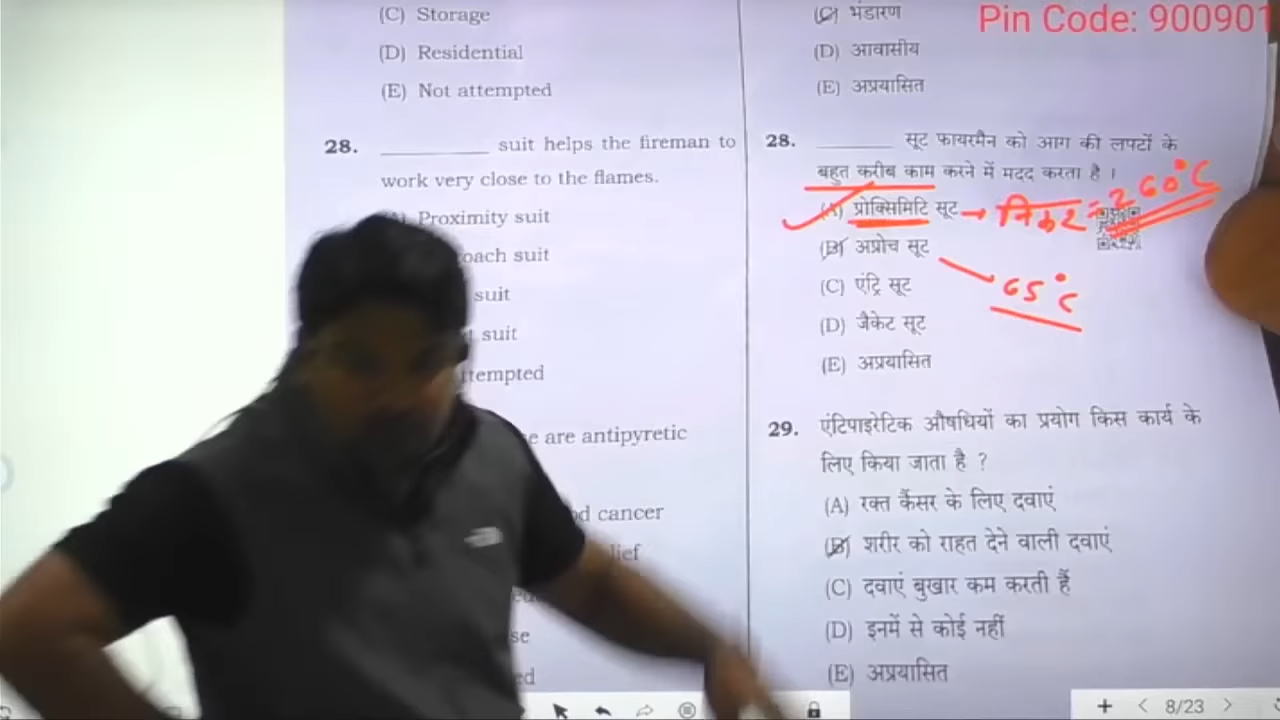 Pin Code: 900901
(C) Storage
(D) Residential
(E) Not attempted
28. ________ suit helps the fireman to
work very close to the flames.
Proximity suit
oach suit
suit
suit
ttempted
e are antipyretic
d cancer
lief
se
ed
(C) भंडारण
(D) आवासीय
(E) अप्रयासित
28. ________ सूट फायरमैन को आग की लपटों के
बहुत करीब काम करने में मदद करता है ।
(A) प्रोक्सिमिटि सूट → निकट = 260°C
(B) अप्रोच सूट
65°C
(C) एंट्रि सूट
(D) जैकेट सूट
(E) अप्रयासित
29. एंटिपाइरेटिक औषधियों का प्रयोग किस कार्य के
लिए किया जाता है ?
(A) रक्त कैंसर के लिए दवाएं
(B) शरीर को राहत देने वाली दवाएं
(C) दवाएं बुखार कम करती हैं
(D) इनमें से कोई नहीं
(E) अप्रयासित
8/23